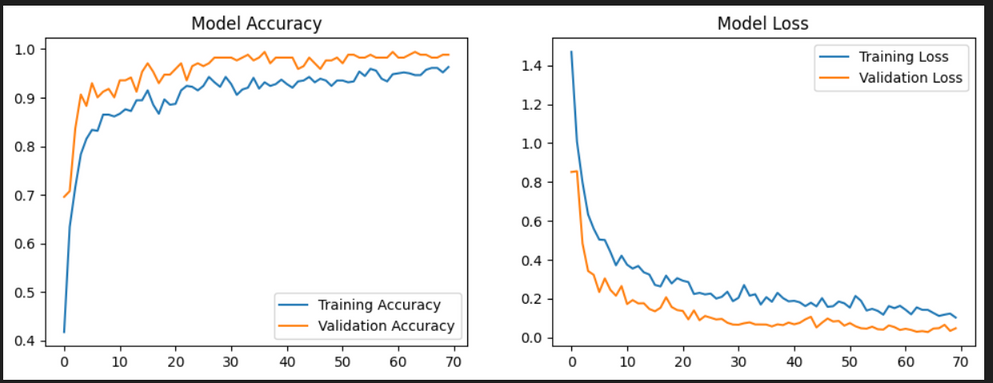 Model Accuracy
1.0
0.9
0.8
0.7
0.6
0.5
0.4
0 10 20 30 40 50 60 70
Training Accuracy
Validation Accuracy
Model Loss
1.4
1.2
1.0
0.8
0.6
0.4
0.2
0.0
0 10 20 30 40 50 60 70
Training Loss
Validation Loss